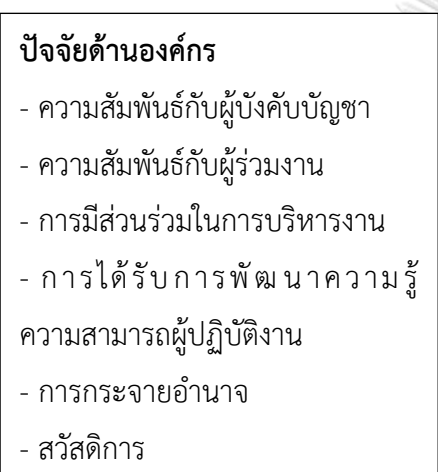 ปัจจัยด้านองค์กร
- ความสัมพันธ์กับผู้บังคับบัญชา
- ความสัมพันธ์กับผู้ร่วมงาน
- การมีส่วนร่วมในการบริหารงาน
- การได้รับการพัฒนาความรู้
ความสามารถผู้ปฏิบัติงาน
- การกระจายอำนาจ
- สวัสดิการ